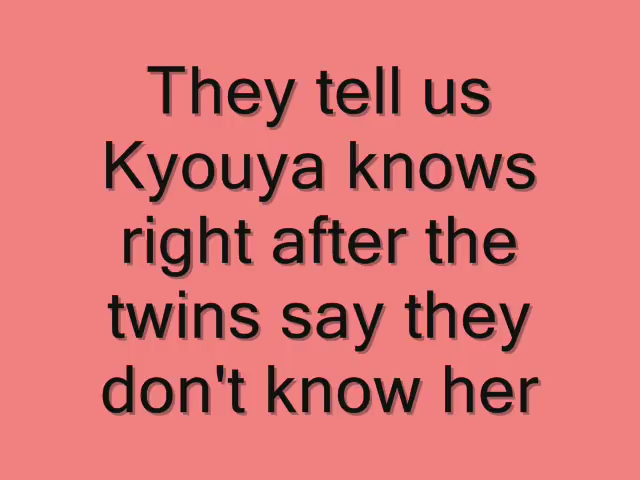 They tell us
Kyouya knows
right after the
twins say they
don't know her